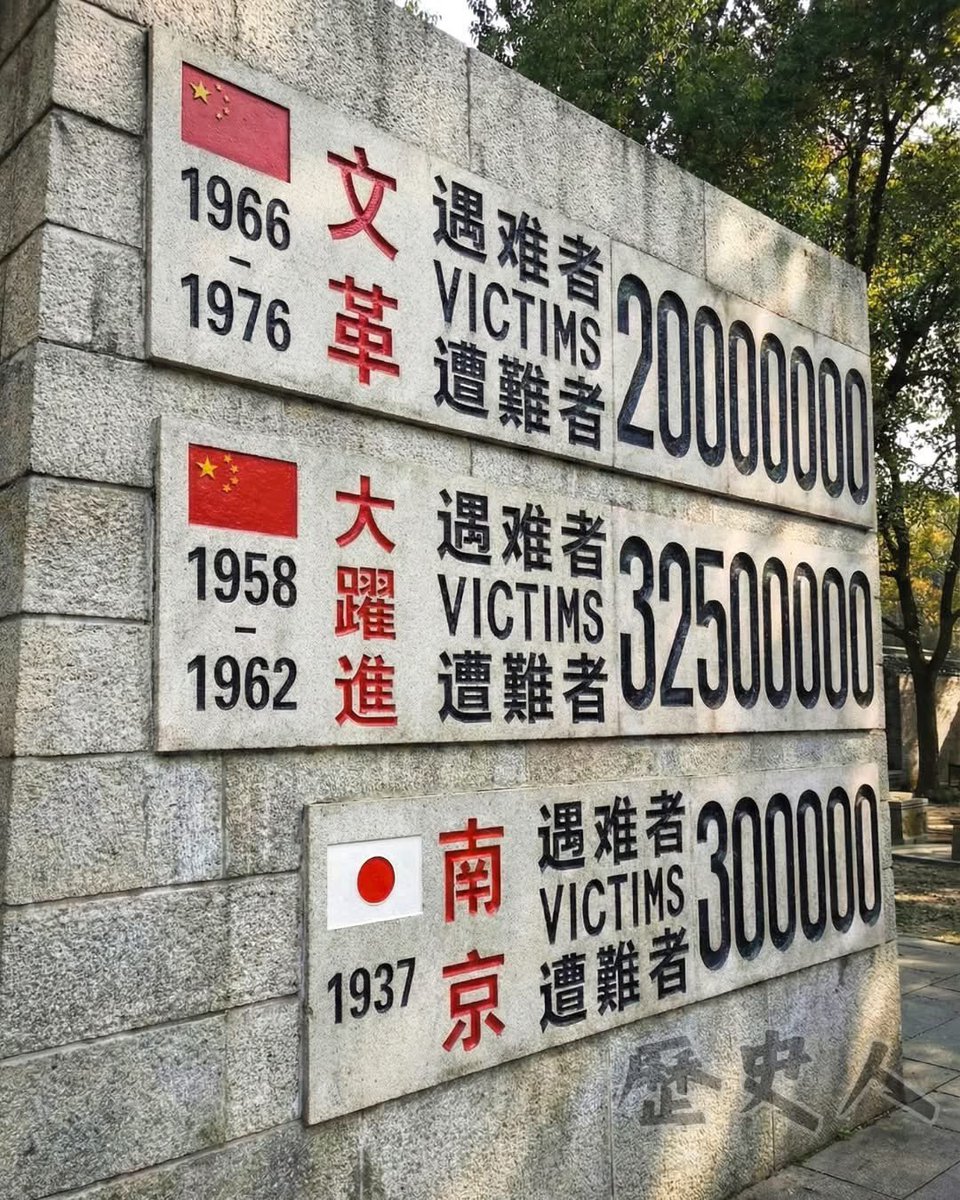 1966
-
1976
文革
遇难者
VICTIMS
遭難者
20000000
1958
-
1962
大躍進
遇难者
VICTIMS
遭難者
32500000
1937
南京
遇难者
VICTIMS
遭難者
300000
歷史人